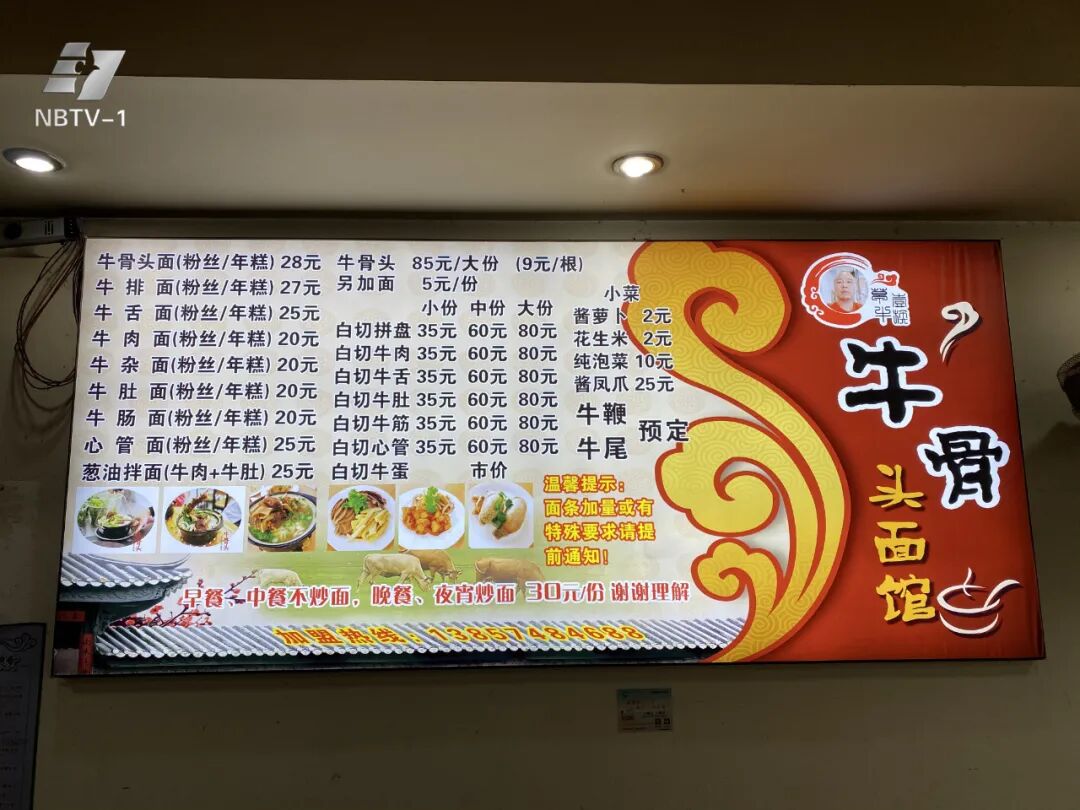 NBTV-1
牛骨头面(粉丝/年糕) 28元
牛 排 面(粉丝/年糕) 27元
牛 舌 面(粉丝/年糕) 25元
牛 肉 面(粉丝/年糕) 20元
牛 杂 面(粉丝/年糕) 20元
牛 肚 面(粉丝/年糕) 20元
牛 肠 面(粉丝/年糕) 20元
心 管 面(粉丝/年糕) 25元
葱油拌面(牛肉+牛肚) 25元
牛骨头 85元/大份 (9元/根)
另加面 5元/份
小份 中份 大份
白切拼盘 35元 60元 80元
白切牛肉 35元 60元 80元
白切牛舌 35元 60元 80元
白切牛肚 35元 60元 80元
白切牛筋 35元 60元 80元
白切心管 35元 60元 80元
白切牛蛋 市价
小菜
酱萝卜 2元
花生米 2元
纯泡菜 10元
酱凤爪 25元
牛鞭
牛尾
预定
温馨提示:
面条加量或有
特殊要求请提
前通知!
早餐、中餐不炒面，晚餐、夜宵炒面 30元/份 谢谢理解
加盟热线:13867484688
牛
骨
头
面
馆